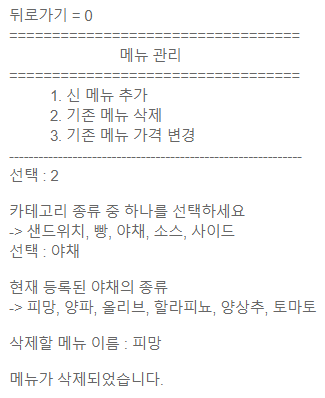 뒤로가기 = 0
==================================
메뉴 관리
==================================
1. 신 메뉴 추가
2. 기존 메뉴 삭제
3. 기존 메뉴 가격 변경
----------------------------------------------------------------
선택 : 2
카테고리 종류 중 하나를 선택하세요
-> 샌드위치, 빵, 야채, 소스, 사이드
선택 : 야채
현재 등록된 야채의 종류
-> 피망, 양파, 올리브, 할라피뇨, 양상추, 토마토
삭제할 메뉴 이름 : 피망
메뉴가 삭제되었습니다.